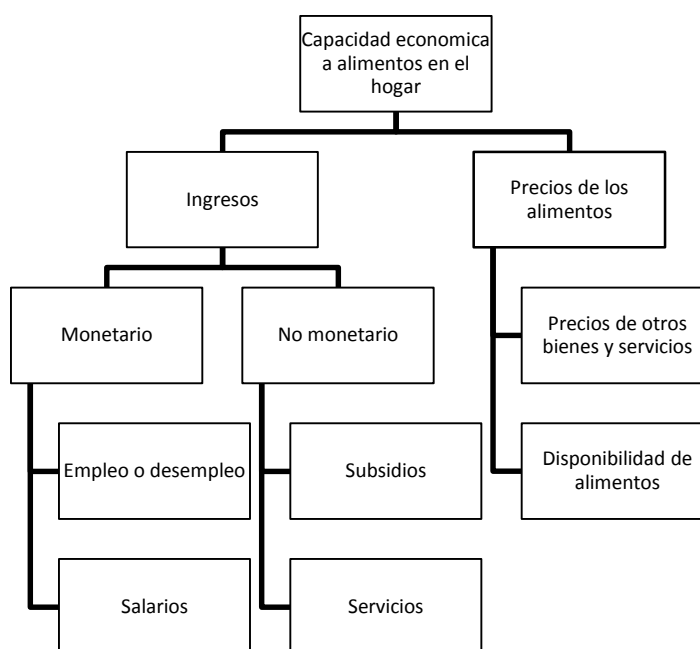 Capacidad economica
a alimentos en el
hogar
Ingresos
Precios de los
alimentos
Monetario
No monetario
Precios de otros
bienes y servicios
Empleo o desempleo
Subsidios
Disponibilidad de
alimentos
Salarios
Servicios